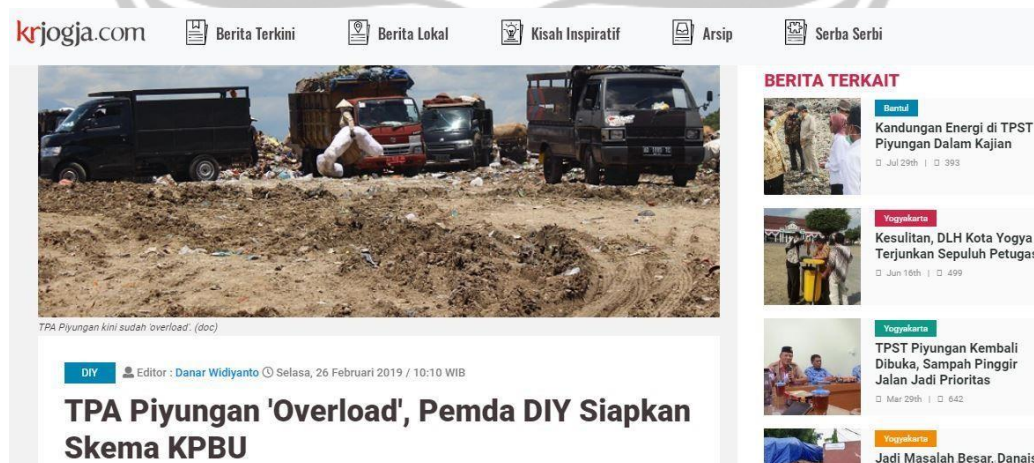 krjogja.com
Berita Terkini
Berita Lokal
Kisah Inspiratif
Arsip
Serba Serbi
TPA Piyungan kini sudah 'overload'. (doc)
DIY
Editor : Danar Widiyanto
Selasa, 26 Februari 2019 / 10:10 WIB
TPA Piyungan 'Overload', Pemda DIY Siapkan
Skema KPBU
BERITA TERKAIT
Bantul
Kandungan Energi di TPST
Piyungan Dalam Kajian
Jul 29th | 393
Yogyakarta
Kesulitan, DLH Kota Yogya
Terjunkan Sepuluh Petugas
Jun 16th | 499
Yogyakarta
TPST Piyungan Kembali
Dibuka, Sampah Pinggir
Jalan Jadi Prioritas
Mar 29th | 642
Yogyakarta
Jadi Masalah Besar, Danais